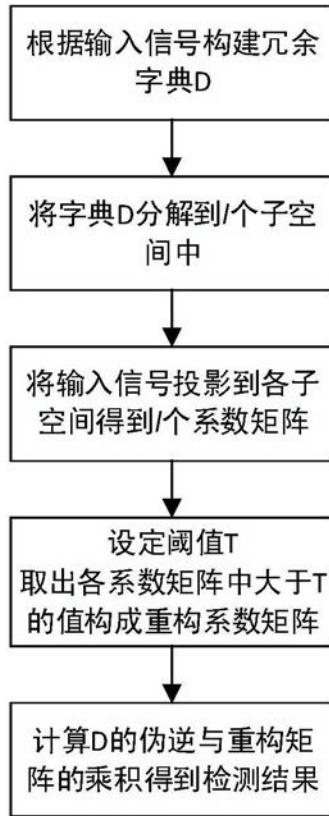 根据输入信号构建冗余
字典D
将字典D分解到/个子空
间中
将输入信号投影到各子
空间得到/个系数矩阵
设定阈值T
取出各系数矩阵中大于T
的值构成重构系数矩阵
计算D的伪逆与重构矩
阵的乘积得到检测结果